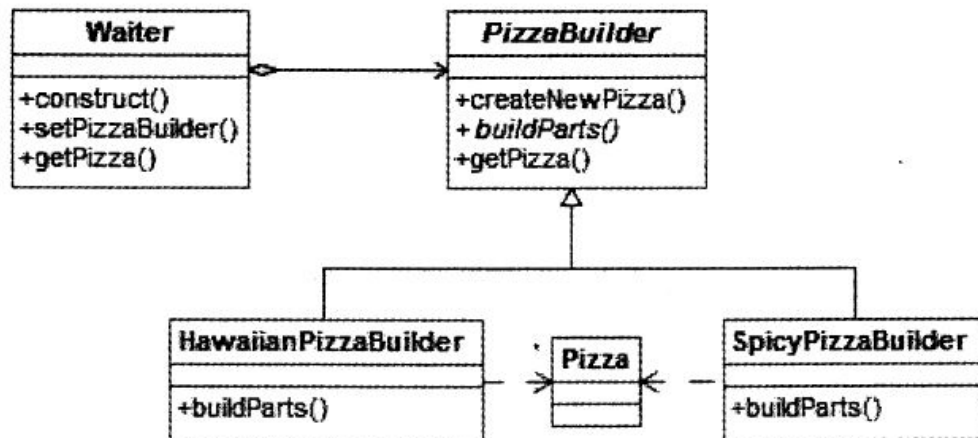 Waiter
+construct()
+setPizzaBuilder()
+getPizza()
PizzaBuilder
+createNewPizza()
+ buildParts()
+getPizza()
HawaiianPizzaBuilder
+buildParts()
Pizza
SpicyPizzaBuilder
+buildParts()